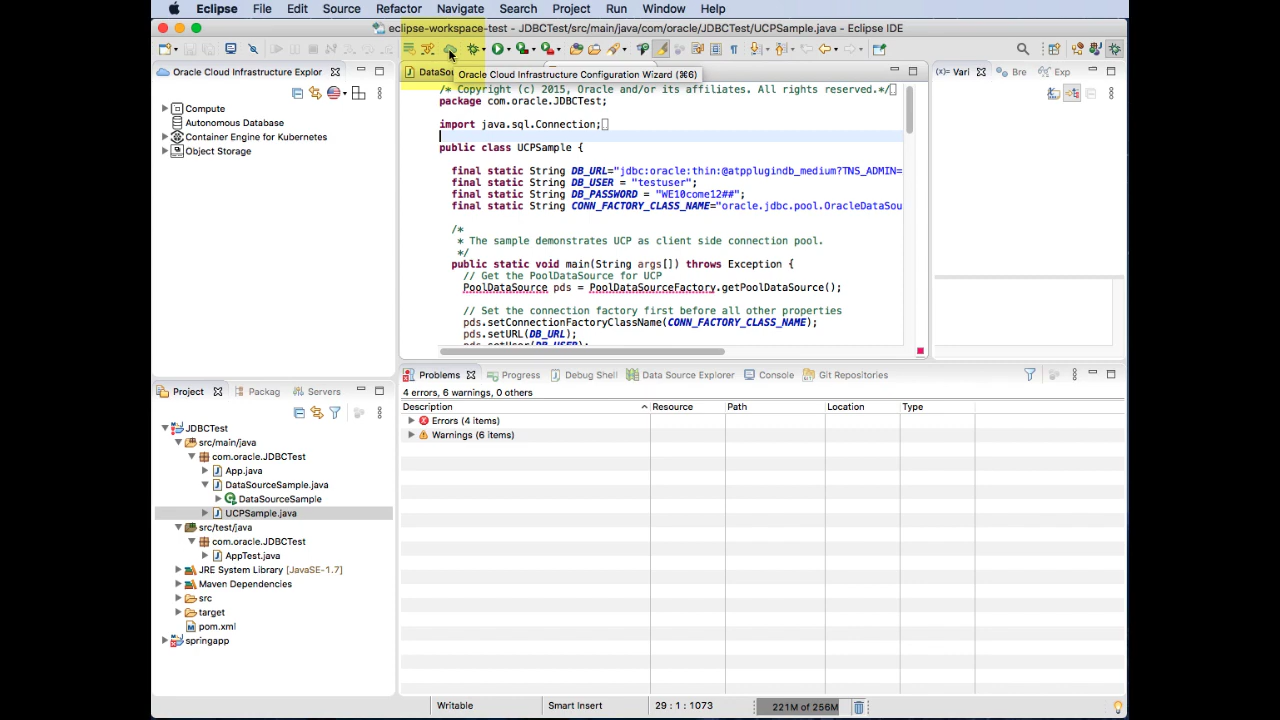 Eclipse File Edit Source Refactor Navigate Search Project Run Window Help
eclipse-workspace-test - JDBCTest/src/main/java/com/oracle/JDBCTest/UCPSample.java - Eclipse IDE
Oracle Cloud Infrastructure Explor
Compute
Autonomous Database
Container Engine for Kubernetes
Object Storage
DataSou
Oracle Cloud Infrastructure Configuration Wizard (⌘6)
/* Copyright (c) 2015, Oracle and/or its affiliates. All rights reserved.*/
package com.oracle.JDBCTest;
import java.sql.Connection;
public class UCPSample {
final static String DB_URL="jdbc:oracle:thin:@atpplugindb_medium?TNS_ADMIN=
final static String DB_USER = "testuser";
final static String DB_PASSWORD = "WE10come12##";
final static String CONN_FACTORY_CLASS_NAME="oracle.jdbc.pool.OracleDataSou
/*
* The sample demonstrates UCP as client side connection pool.
*/
public static void main(String args[]) throws Exception {
// Get the PoolDataSource for UCP
PoolDataSource pds = PoolDataSourceFactory.getPoolDataSource();
// Set the connection factory first before all other properties
pds.setConnectionFactoryClassName(CONN_FACTORY_CLASS_NAME);
pds.setURL(DB_URL);
pds.setUser(DB_USER);
(x)= Vari Bre Exp
Project Packag Servers
JDBCTest
src/main/java
com.oracle.JDBCTest
App.java
DataSourceSample.java
DataSourceSample
UCPSample.java
src/test/java
com.oracle.JDBCTest
AppTest.java
JRE System Library [JavaSE-1.7]
Maven Dependencies
src
target
pom.xml
springapp
Problems Progress Debug Shell Data Source Explorer Console Git Repositories
4 errors, 6 warnings, 0 others
Description Resource Path Location Type
Errors (4 items)
Warnings (6 items)
Writable Smart Insert 29 : 1 : 1073 221M of 256M